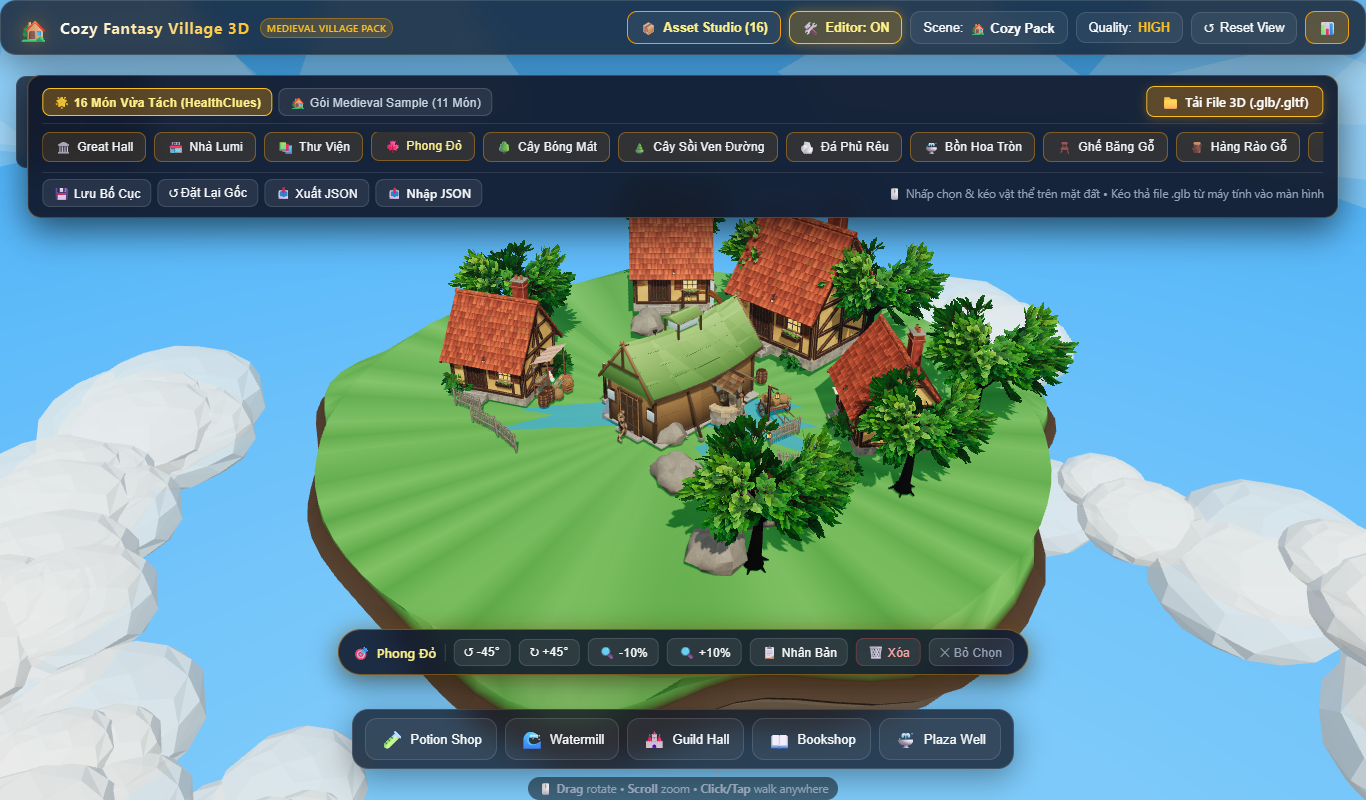 Cozy Fantasy Village 3D MEDIEVAL VILLAGE PACK Asset Studio (16) Editor: ON Scene: Cozy Pack Quality: HIGH ↺ Reset View
16 Món Vừa Tách (HealthClues) Gói Medieval Sample (11 Món) Tải File 3D (.glb/.gltf)
Great Hall Nhà Lumi Thư Viện Phong Đỏ Cây Bóng Mát Cây Sồi Ven Đường Đá Phủ Rêu Bồn Hoa Tròn Ghế Băng Gỗ Hàng Rào Gỗ
Lưu Bố Cục ↺ Đặt Lại Gốc Xuất JSON Nhập JSON Nhấp chọn & kéo vật thể trên mặt đất • Kéo thả file .glb từ máy tính vào màn hình
Phong Đỏ ↺ -45° ↻ +45° -10% +10% Nhân Bản Xóa ✕ Bỏ Chọn
Potion Shop Watermill Guild Hall Bookshop Plaza Well
Drag rotate • Scroll zoom • Click/Tap walk anywhere